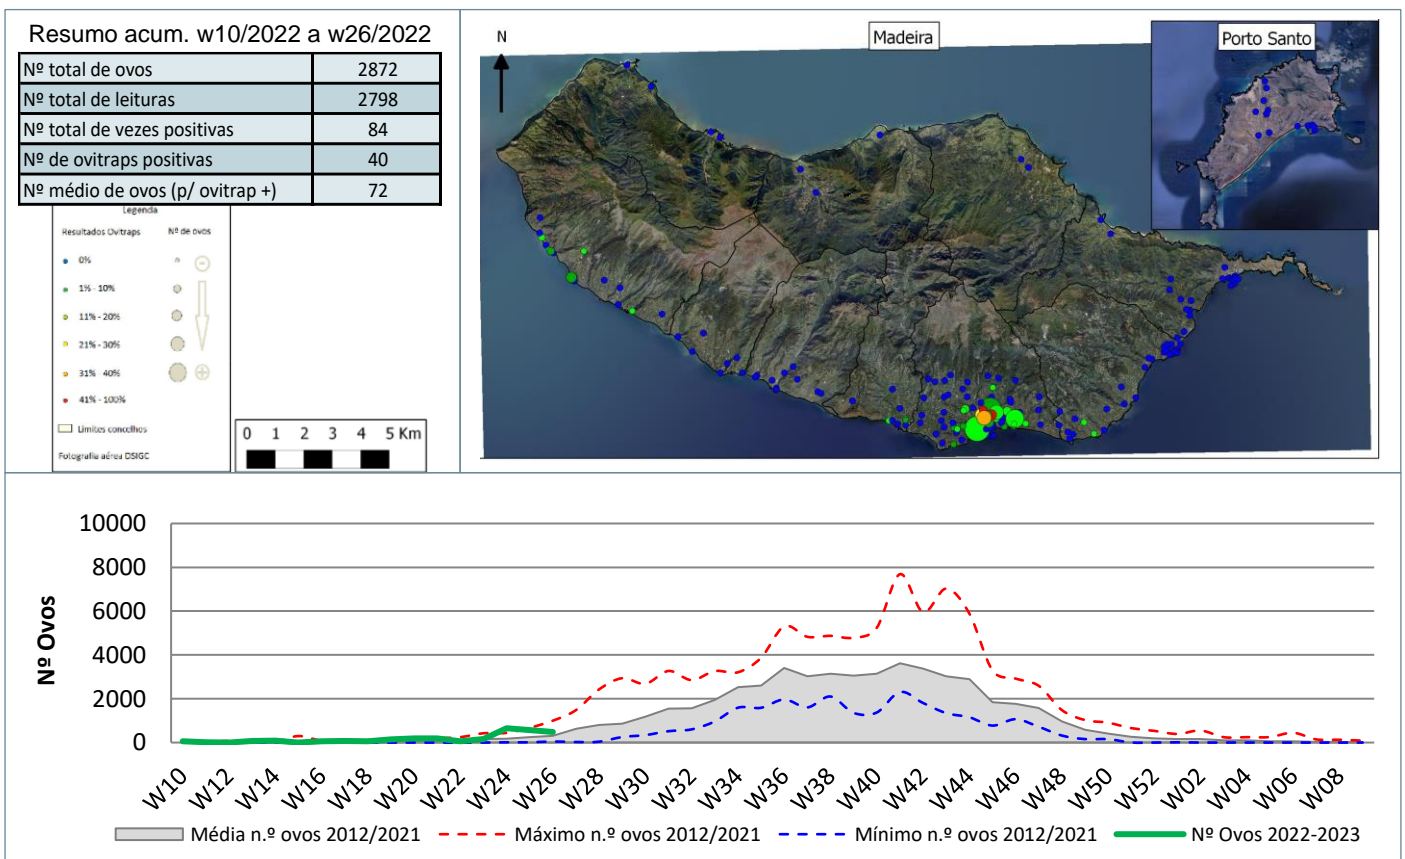 Resumo acum. w10/2022 a w26/2022
Nº total de ovos 2872
Nº total de leituras 2798
Nº total de vezes positivas 84
Nº de ovitraps positivas 40
Nº médio de ovos (p/ ovitrap +) 72
Legenda
Resultados Ovitraps Nº de ovos
0%
1% - 10%
11% - 20%
21% - 30%
31% - 40%
41% - 100%
Limites concelhos
Fotografia aérea DSIGC
0 1 2 3 4 5 Km
N
Madeira
Porto Santo
10000
8000
6000
4000
2000
0
Nº Ovos
W10 W12 W14 W16 W18 W20 W22 W24 W26 W28 W30 W32 W34 W36 W38 W40 W42 W44 W46 W48 W50 W52 W02 W04 W06 W08
Média n.º ovos 2012/2021 Máximo n.º ovos 2012/2021 Mínimo n.º ovos 2012/2021 Nº Ovos 2022-2023